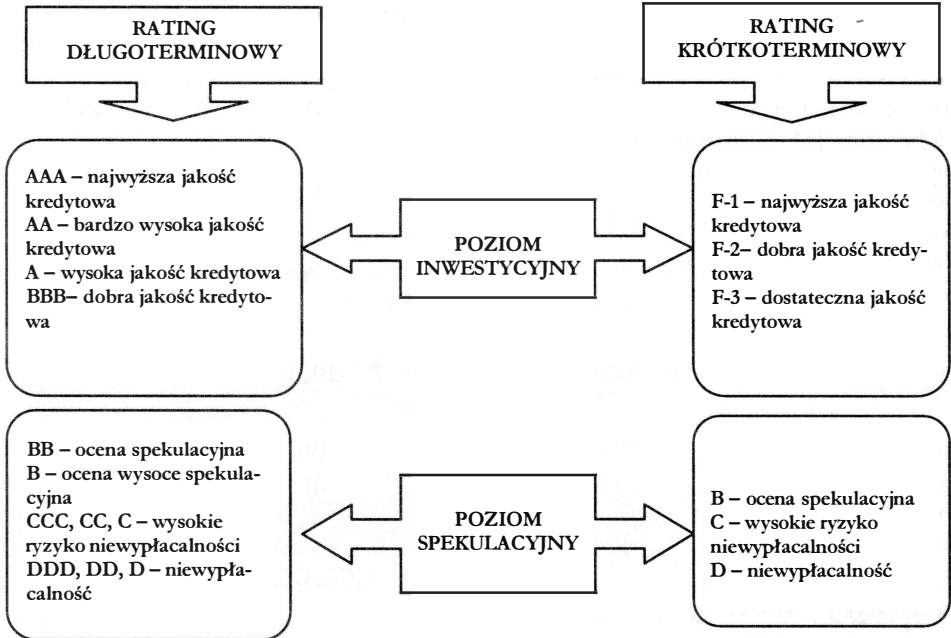 RATING
DŁUGOTERMINOWY
RATING
KRÓTKOTERMINOWY
AAA – najwyższa jakość
kredytowa
AA – bardzo wysoka jakość
kredytowa
A – wysoka jakość kredytowa
BBB– dobra jakość kredyto-
wa
POZIOM
INWESTYCYJNY
F-1 – najwyższa jakość
kredytowa
F-2– dobra jakość kredy-
towa
F-3 – dostateczna jakość
kredytowa
BB – ocena spekulacyjna
B – ocena wysoce spekula-
cyjna
CCC, CC, C – wysokie
ryzyko niewypłacalności
DDD, DD, D – niewypła-
calność
POZIOM
SPEKULACYJNY
B – ocena spekulacyjna
C – wysokie ryzyko
niewypłacalności
D – niewypłacalność